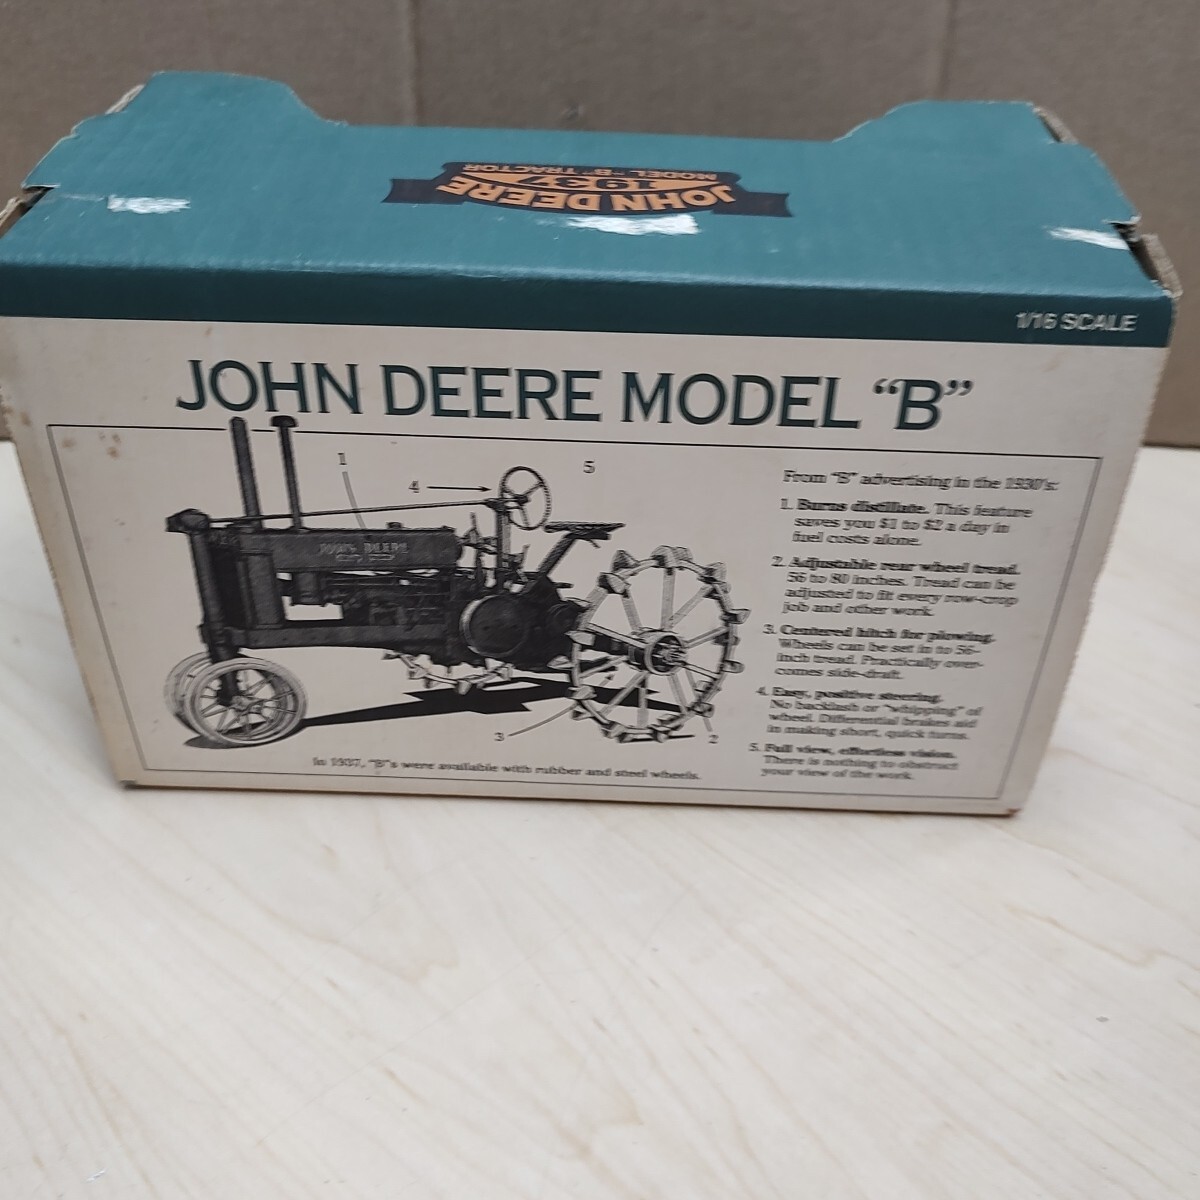 JOHN DEERE
1937
MODEL "B" TRACTOR
1/16 SCALE
JOHN DEERE MODEL “B”
1
4
5
JOHN DEERE
3
2
In 1937, “B”s were available with rubber and steel wheels.
From “B” advertising in the 1930's:
1. Burns distillate. This feature
saves you $1 to $2 a day in
fuel costs alone.
2. Adjustable rear wheel tread.
56 to 80 inches. Tread can be
adjusted to fit every row-crop
job and other work.
3. Centered hitch for plowing.
Wheels can be set in to 56-
inch tread. Practically over-
comes side-draft.
4. Easy, positive steering.
No backlash or “whipping” of
wheel. Differential brakes aid
in making short, quick turns.
5. Full view, effortless vision.
There is nothing to obstruct
your view of the work.